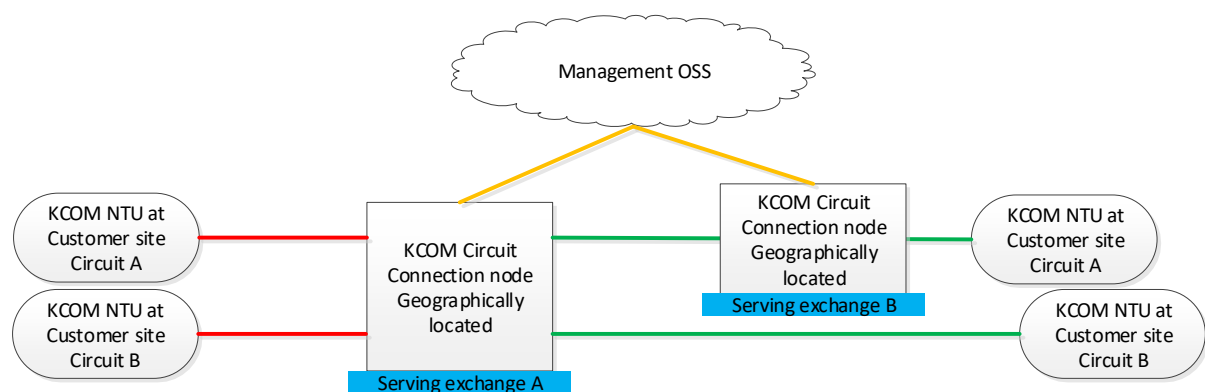 Management OSS
KCOM NTU at
Customer site
Circuit A
KCOM NTU at
Customer site
Circuit B
KCOM Circuit
Connection node
Geographically
located
Serving exchange A
KCOM Circuit
Connection node
Geographically
located
Serving exchange B
KCOM NTU at
Customer site
Circuit A
KCOM NTU at
Customer site
Circuit B